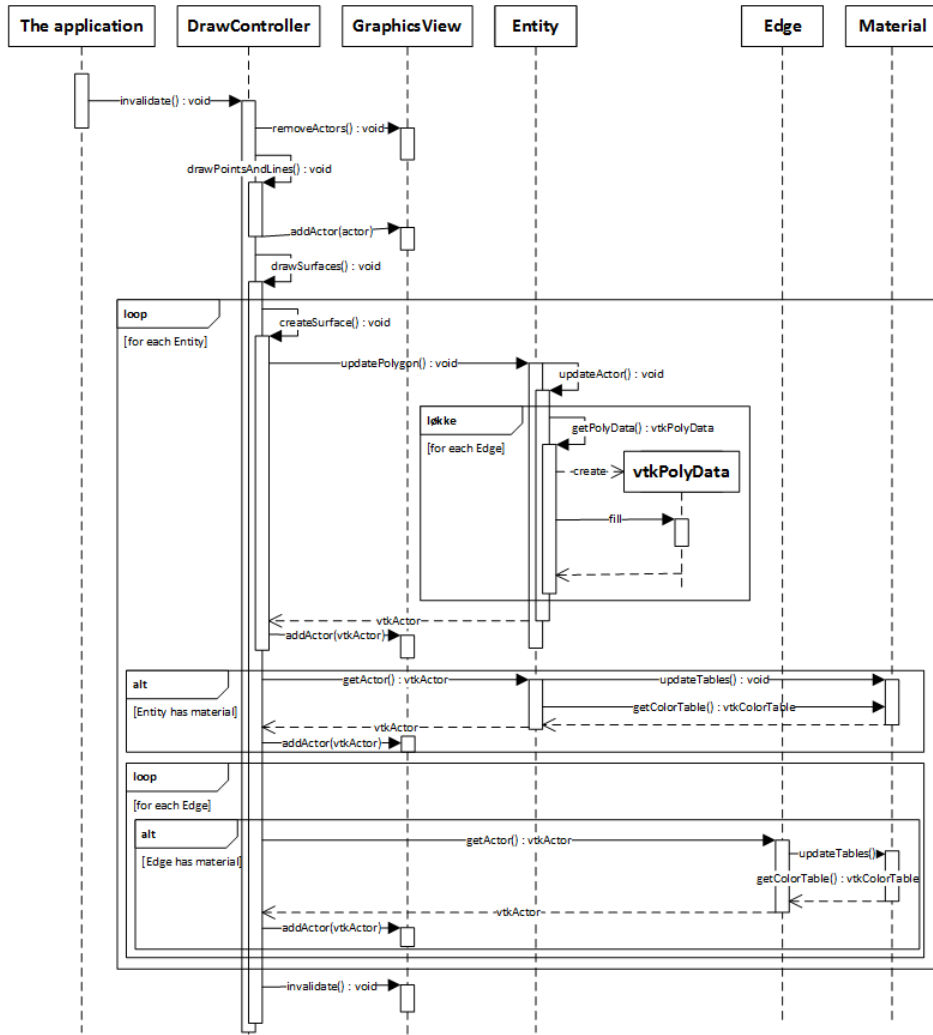 The application
DrawController
GraphicsView
Entity
Edge
Material
invalidate() : void
removeActors() : void
drawPointsAndLines() : void
addActor(actor)
drawSurfaces() : void
loop
[for each Entity]
createSurface() : void
updatePolygon() : void
updateActor() : void
løkke
[for each Edge]
getPolyData() : vtkPolyData
create
vtkPolyData
fill
vtkActor
addActor(vtkActor)
alt
[Entity has material]
getActor() : vtkActor
updateTables() : void
getColorTable() : vtkColorTable
vtkActor
addActor(vtkActor)
loop
[for each Edge]
alt
[Edge has material]
getActor() : vtkActor
updateTables()
getColorTable() : vtkColorTable
vtkActor
addActor(vtkActor)
invalidate() : void